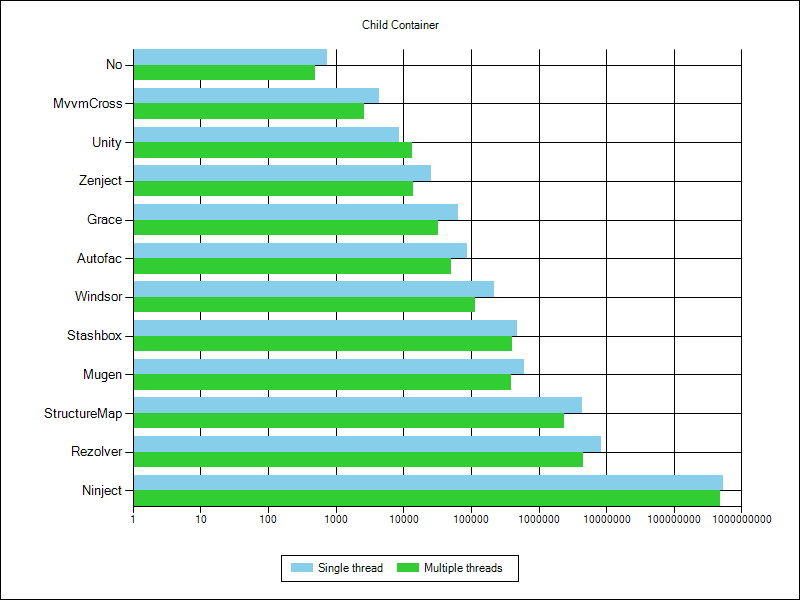 Child Container
No
MvvmCross
Unity
Zenject
Grace
Autofac
Windsor
Stashbox
Mugen
StructureMap
Rezolver
Ninject
1 10 100 1000 10000 100000 1000000 10000000 100000000 1000000000
Single thread Multiple threads